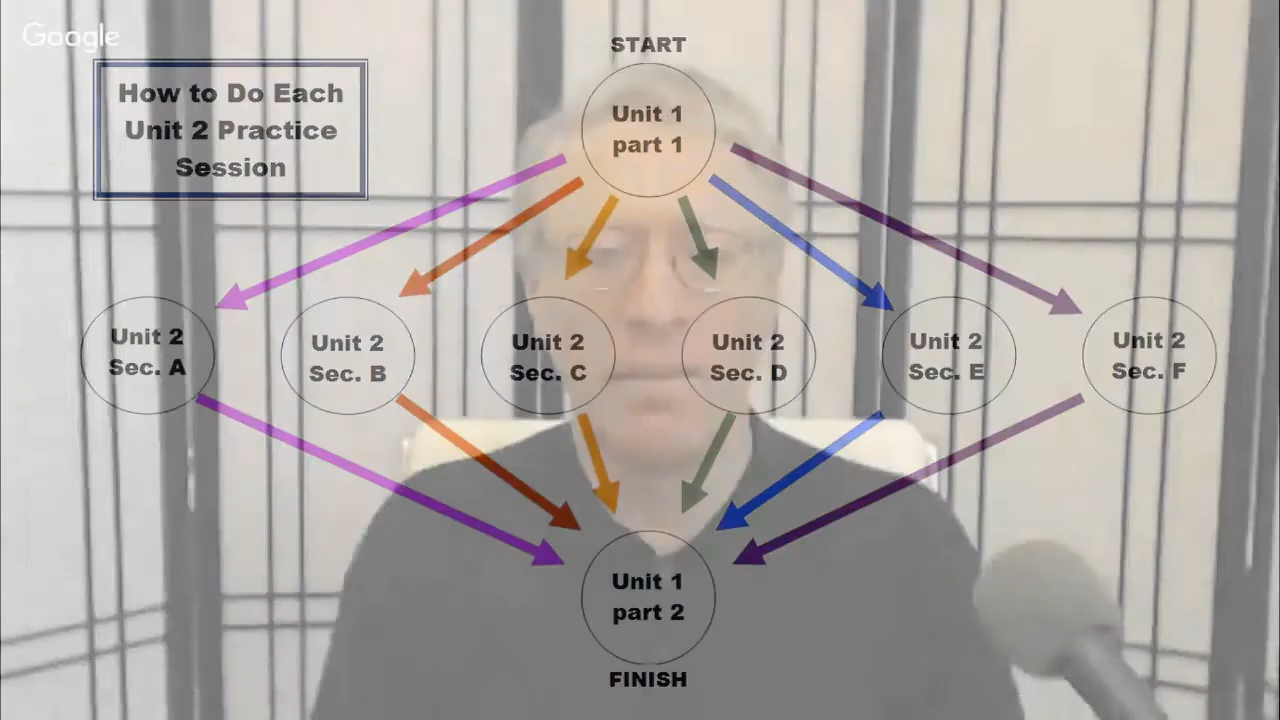 Google
START
How to Do Each
Unit 2 Practice
Session
Unit 1
part 1
Unit 2
Sec. A
Unit 2
Sec. B
Unit 2
Sec. C
Unit 2
Sec. D
Unit 2
Sec. E
Unit 2
Sec. F
Unit 1
part 2
FINISH